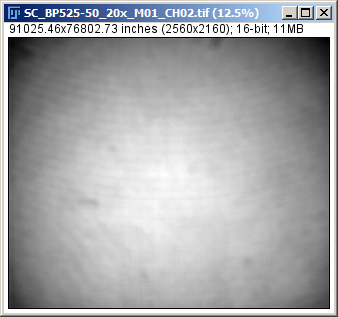 SC_BP525-50_20x_M01_CH02.tif (12.5%)
91025.46x76802.73 inches (2560x2160); 16-bit; 11MB